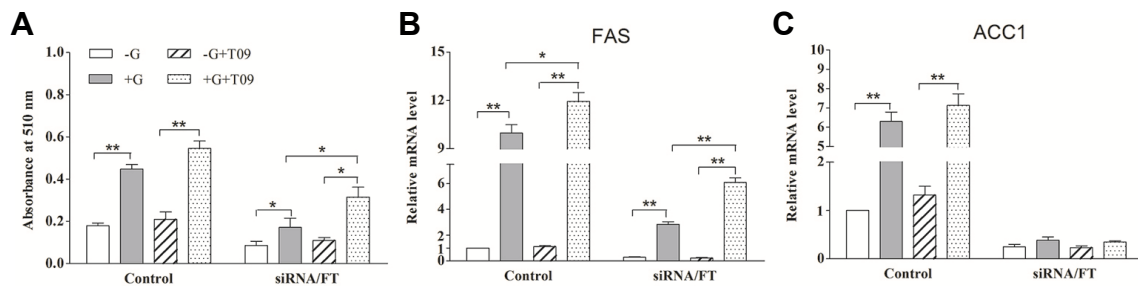 A
B
C
FAS
ACC1
-G
-G+T09
+G
+G+T09
Absorbance at 510 nm
1.0
0.8
0.6
0.4
0.2
0.0
**
**
*
*
*
Control
siRNA/FT
Relative mRNA level
15
12
9
6
4
2
1
0
*
**
**
**
**
**
Control
siRNA/FT
Relative mRNA level
10
9
8
7
6
5
2
1
0
**
**
Control
siRNA/FT